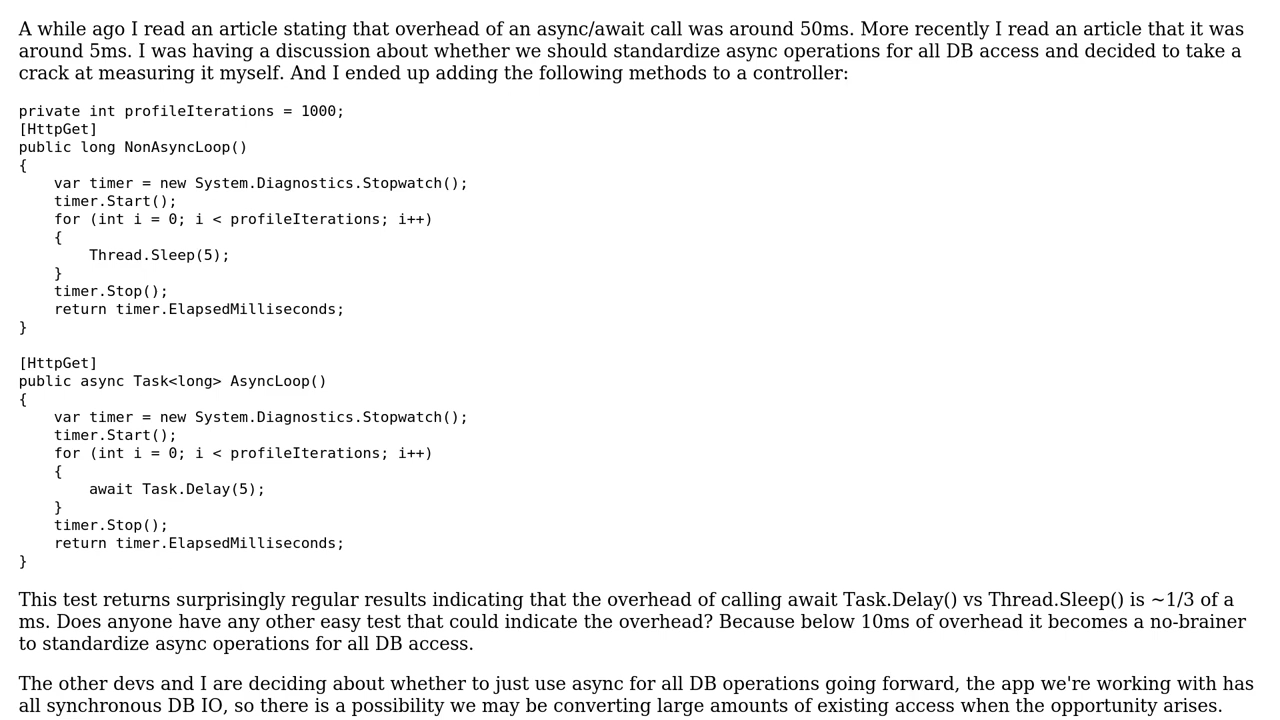 A while ago I read an article stating that overhead of an async/await call was around 50ms. More recently I read an article that it was
around 5ms. I was having a discussion about whether we should standardize async operations for all DB access and decided to take a
crack at measuring it myself. And I ended up adding the following methods to a controller:
private int profileIterations = 1000;
[HttpGet]
public long NonAsyncLoop()
{
    var timer = new System.Diagnostics.Stopwatch();
    timer.Start();
    for (int i = 0; i < profileIterations; i++)
    {
        Thread.Sleep(5);
    }
    timer.Stop();
    return timer.ElapsedMilliseconds;
}

[HttpGet]
public async Task<long> AsyncLoop()
{
    var timer = new System.Diagnostics.Stopwatch();
    timer.Start();
    for (int i = 0; i < profileIterations; i++)
    {
        await Task.Delay(5);
    }
    timer.Stop();
    return timer.ElapsedMilliseconds;
}
This test returns surprisingly regular results indicating that the overhead of calling await Task.Delay() vs Thread.Sleep() is ~1/3 of a
ms. Does anyone have any other easy test that could indicate the overhead? Because below 10ms of overhead it becomes a no-brainer
to standardize async operations for all DB access.
The other devs and I are deciding about whether to just use async for all DB operations going forward, the app we're working with has
all synchronous DB IO, so there is a possibility we may be converting large amounts of existing access when the opportunity arises.